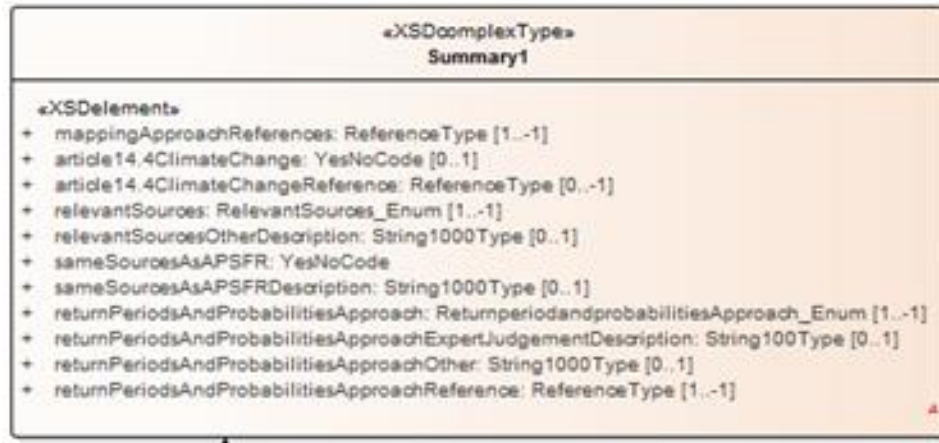 «XSDcomplexType»
Summary1
«XSDelement»
+ mappingApproachReferences: ReferenceType [1..-1]
+ article14.4ClimateChange: YesNoCode [0..1]
+ article14.4ClimateChangeReference: ReferenceType [0..-1]
+ relevantSources: RelevantSources_Enum [1..-1]
+ relevantSourcesOtherDescription: String1000Type [0..1]
+ sameSourcesAsAPSFR: YesNoCode
+ sameSourcesAsAPSFRDescription: String1000Type [0..1]
+ returnPeriodsAndProbabilitiesApproach: ReturnperiodandprobabilitiesApproach_Enum [1..-1]
+ returnPeriodsAndProbabilitiesApproachExpertJudgementDescription: String100Type [0..1]
+ returnPeriodsAndProbabilitiesApproachOther: String1000Type [0..1]
+ returnPeriodsAndProbabilitiesApproachReference: ReferenceType [1..-1]